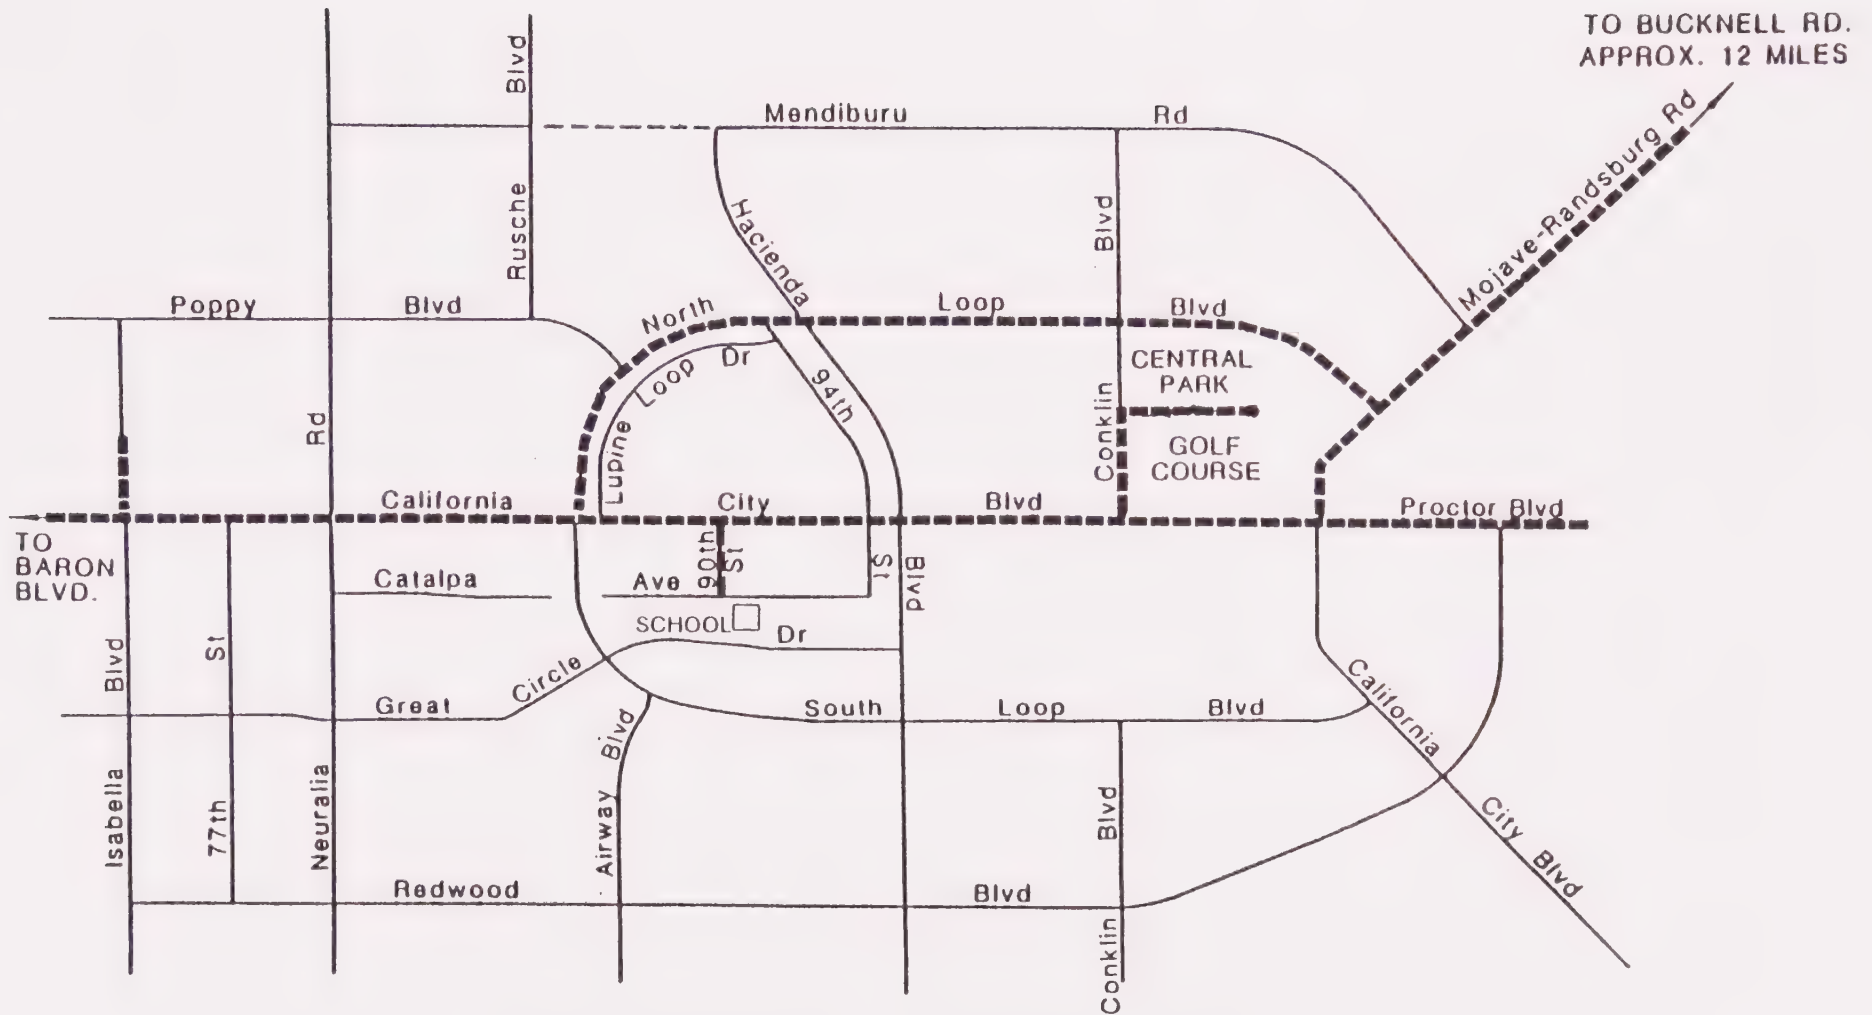 TO BUCKNELL RD.
APPROX. 12 MILES
Blvd
Mendiburu Rd
Mojave-Randsburg Rd
Rusche
Hacienda
Blvd
Poppy Blvd
North Loop Blvd
Loop Dr
CENTRAL
PARK
94th
Rd
Lupine
Conklin
GOLF
COURSE
California City Blvd
Proctor Blvd
TO
BARON
BLVD.
90th
St
St
Blvd
Catalpa Ave
SCHOOL
Dr
Blvd
St
Circle
California
Great
South Loop Blvd
Blvd
Isabella
77th
Neuralia
Airway
Blvd
City
Blvd
Redwood Blvd
Conklin